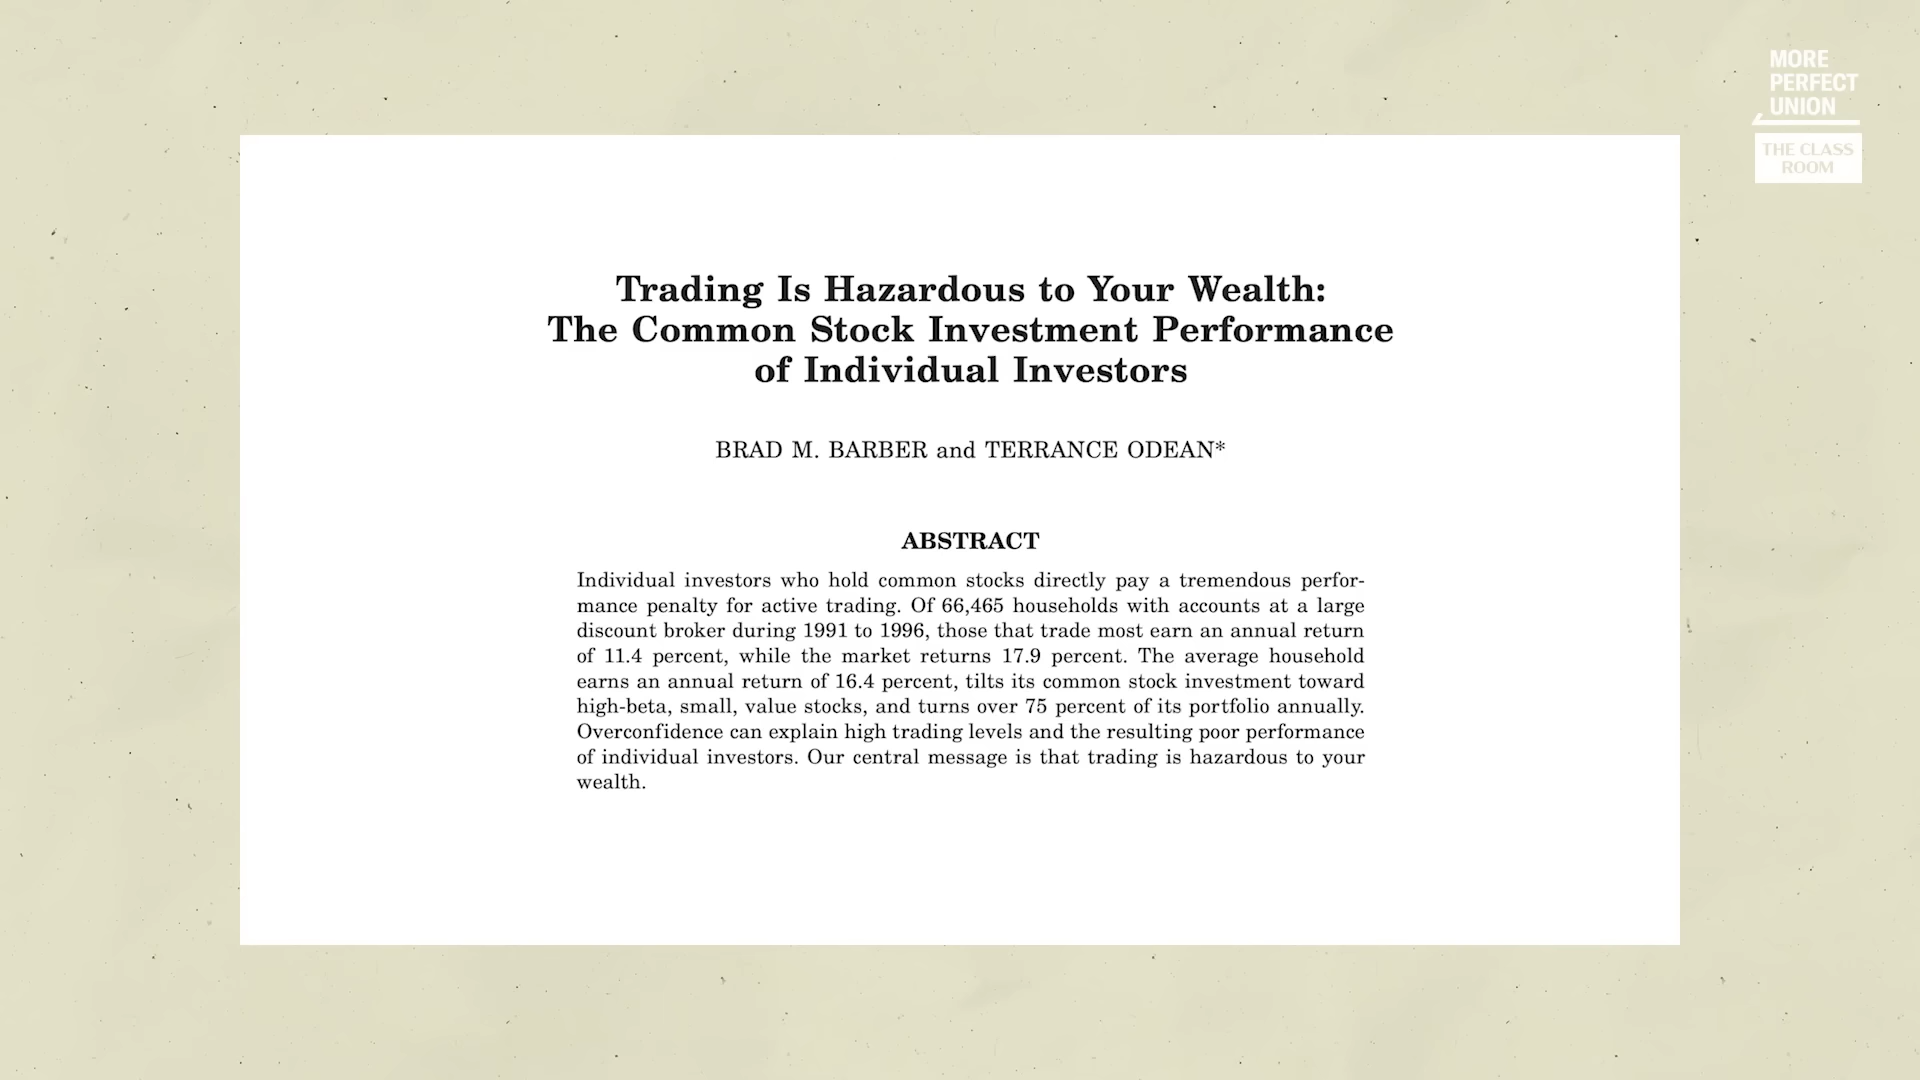 MORE
PERFECT
UNION
THE CLASS
ROOM
Trading Is Hazardous to Your Wealth:
The Common Stock Investment Performance
of Individual Investors
BRAD M. BARBER and TERRANCE ODEAN*
ABSTRACT
Individual investors who hold common stocks directly pay a tremendous perfor-
mance penalty for active trading. Of 66,465 households with accounts at a large
discount broker during 1991 to 1996, those that trade most earn an annual return
of 11.4 percent, while the market returns 17.9 percent. The average household
earns an annual return of 16.4 percent, tilts its common stock investment toward
high-beta, small, value stocks, and turns over 75 percent of its portfolio annually.
Overconfidence can explain high trading levels and the resulting poor performance
of individual investors. Our central message is that trading is hazardous to your
wealth.